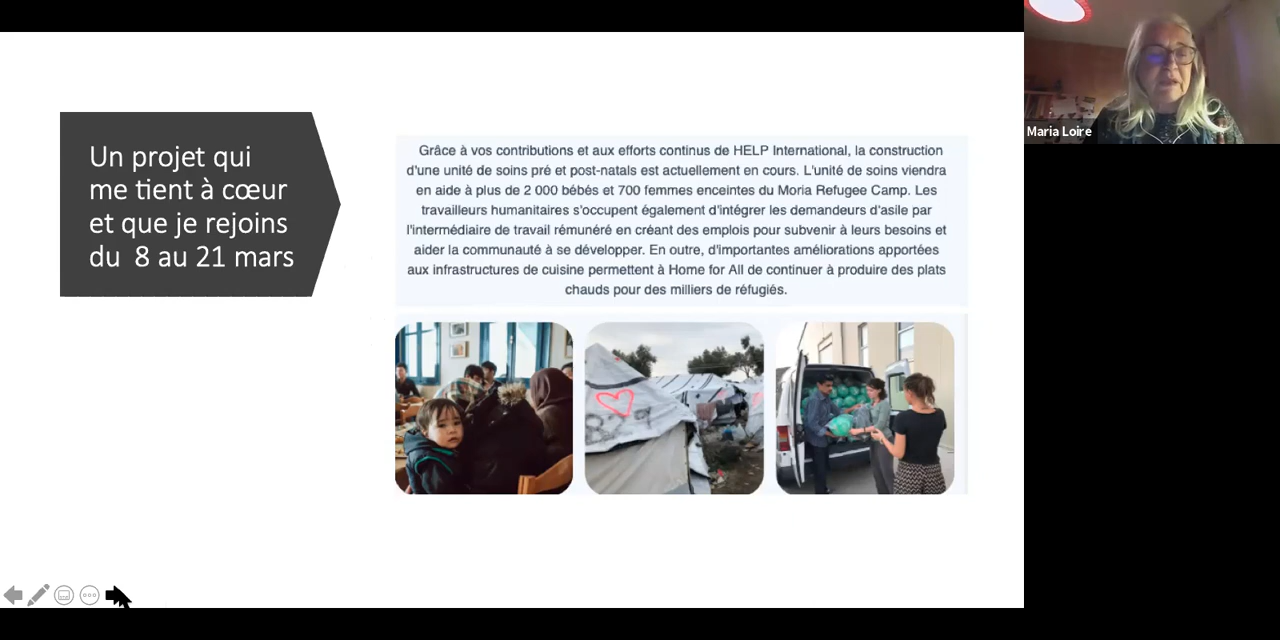 Un projet qui
me tient à cœur
et que je rejoins
du 8 au 21 mars
Grâce à vos contributions et aux efforts continus de HELP International, la construction
d'une unité de soins pré et post-natals est actuellement en cours. L'unité de soins viendra
en aide à plus de 2 000 bébés et 700 femmes enceintes du Moria Refugee Camp. Les
travailleurs humanitaires s'occupent également d'intégrer les demandeurs d'asile par
l'intermédiaire de travail rémunéré en créant des emplois pour subvenir à leurs besoins et
aider la communauté à se développer. En outre, d'importantes améliorations apportées
aux infrastructures de cuisine permettent à Home for All de continuer à produire des plats
chauds pour des milliers de réfugiés.
Maria Loire